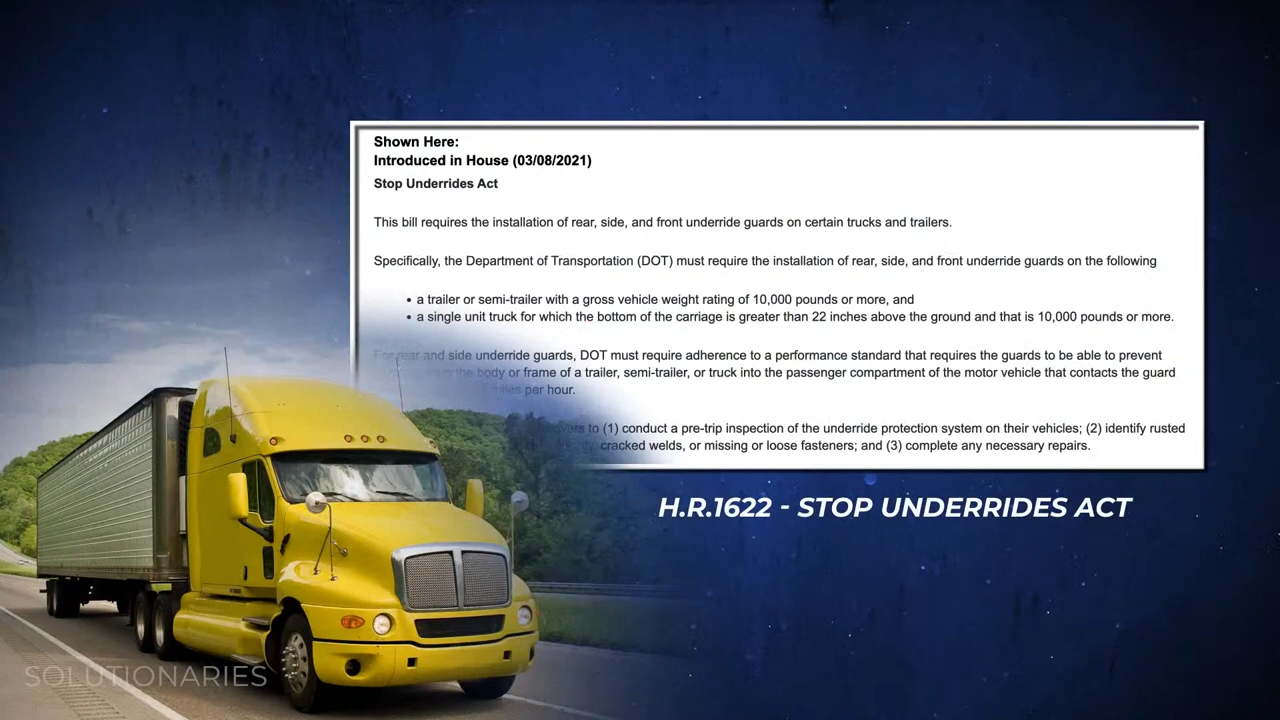 Shown Here:
Introduced in House (03/08/2021)
Stop Underrides Act
This bill requires the installation of rear, side, and front underride guards on certain trucks and trailers.
Specifically, the Department of Transportation (DOT) must require the installation of rear, side, and front underride guards on the following
• a trailer or semi-trailer with a gross vehicle weight rating of 10,000 pounds or more, and
• a single unit truck for which the bottom of the carriage is greater than 22 inches above the ground and that is 10,000 pounds or more.
For rear and side underride guards, DOT must require adherence to a performance standard that requires the guards to be able to prevent
the body or frame of a trailer, semi-trailer, or truck into the passenger compartment of the motor vehicle that contacts the guard
miles per hour.
to (1) conduct a pre-trip inspection of the underride protection system on their vehicles; (2) identify rusted
cracked welds, or missing or loose fasteners; and (3) complete any necessary repairs.
H.R.1622 - STOP UNDERRIDES ACT
SOLUTIONARIES